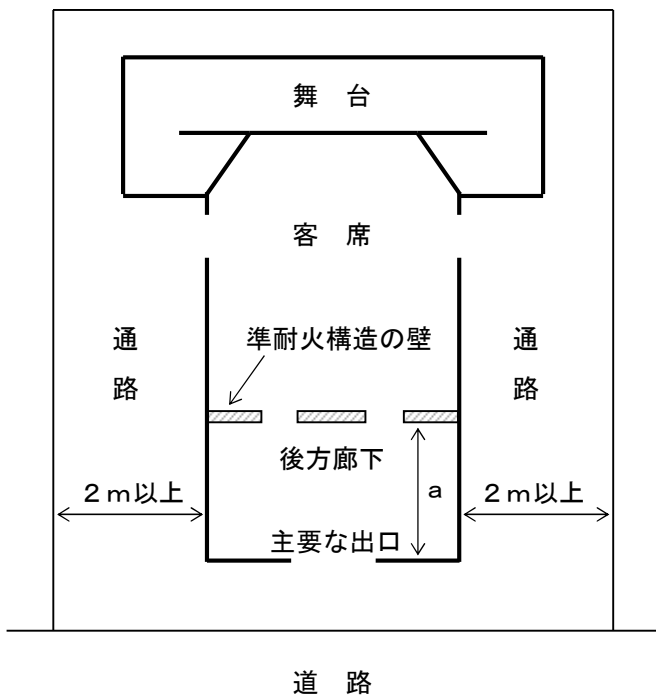 舞 台
客 席
準耐火構造の壁
通路
通路
後方廊下
2m以上
a
2m以上
主要な出口
道 路